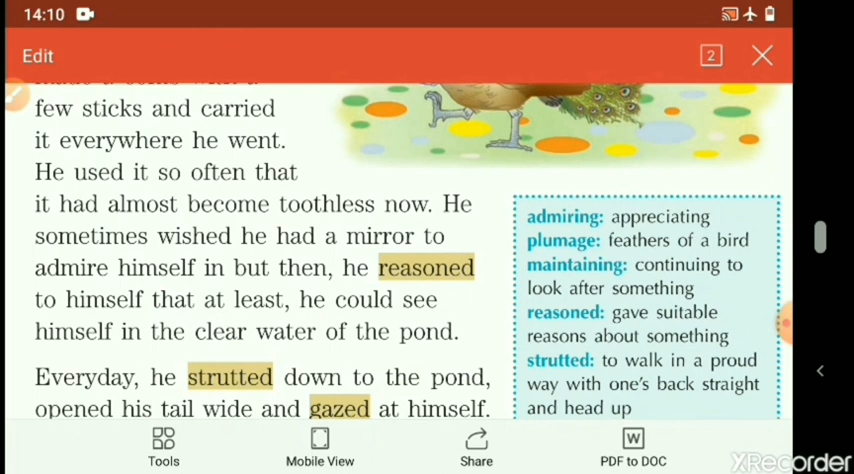 14:10
Edit
2
few sticks and carried
it everywhere he went.
He used it so often that
it had almost become toothless now. He
sometimes wished he had a mirror to
admire himself in but then, he reasoned
to himself that at least, he could see
himself in the clear water of the pond.
Everyday, he strutted down to the pond,
opened his tail wide and gazed at himself.
admiring: appreciating
plumage: feathers of a bird
maintaining: continuing to
look after something
reasoned: gave suitable
reasons about something
strutted: to walk in a proud
way with one's back straight
and head up
Tools
Mobile View
Share
W
PDF to DOC
XRecorder